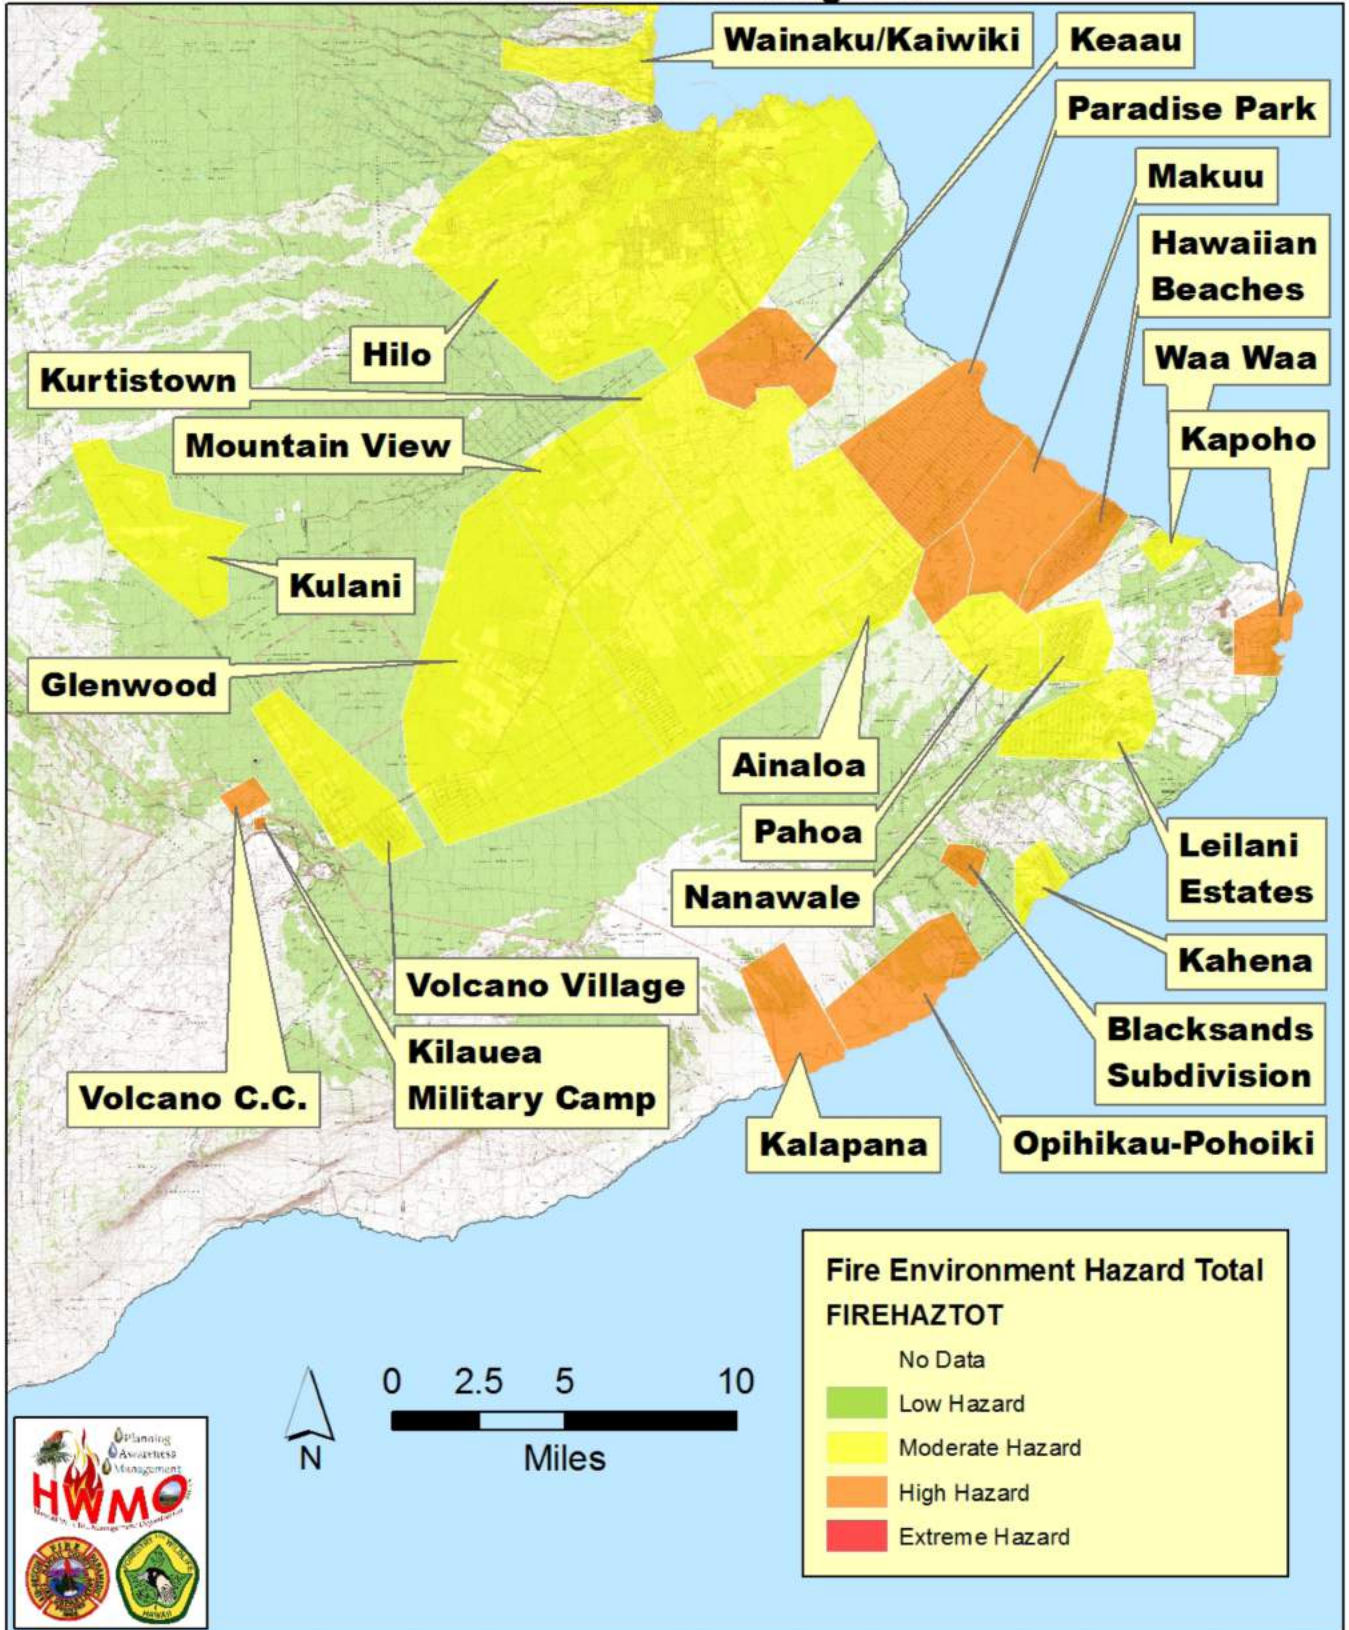 Wainaku/Kaiwiki
Keaau
Paradise Park
Makuu
Hawaiian
Beaches
Waa Waa
Kapoho
Hilo
Kurtistown
Mountain View
Kulani
Glenwood
Ainaloa
Pahoa
Nanawale
Leilani
Estates
Kahena
Blacksands
Subdivision
Volcano Village
Kilauea
Military Camp
Volcano C.C.
Kalapana
Opihikau-Pohoiki
Fire Environment Hazard Total
FIREHAZTOT
No Data
Low Hazard
Moderate Hazard
High Hazard
Extreme Hazard
0 2.5 5 10
Miles
N
Planning
Awareness
Management
HWMO
FIRE
HAWAII